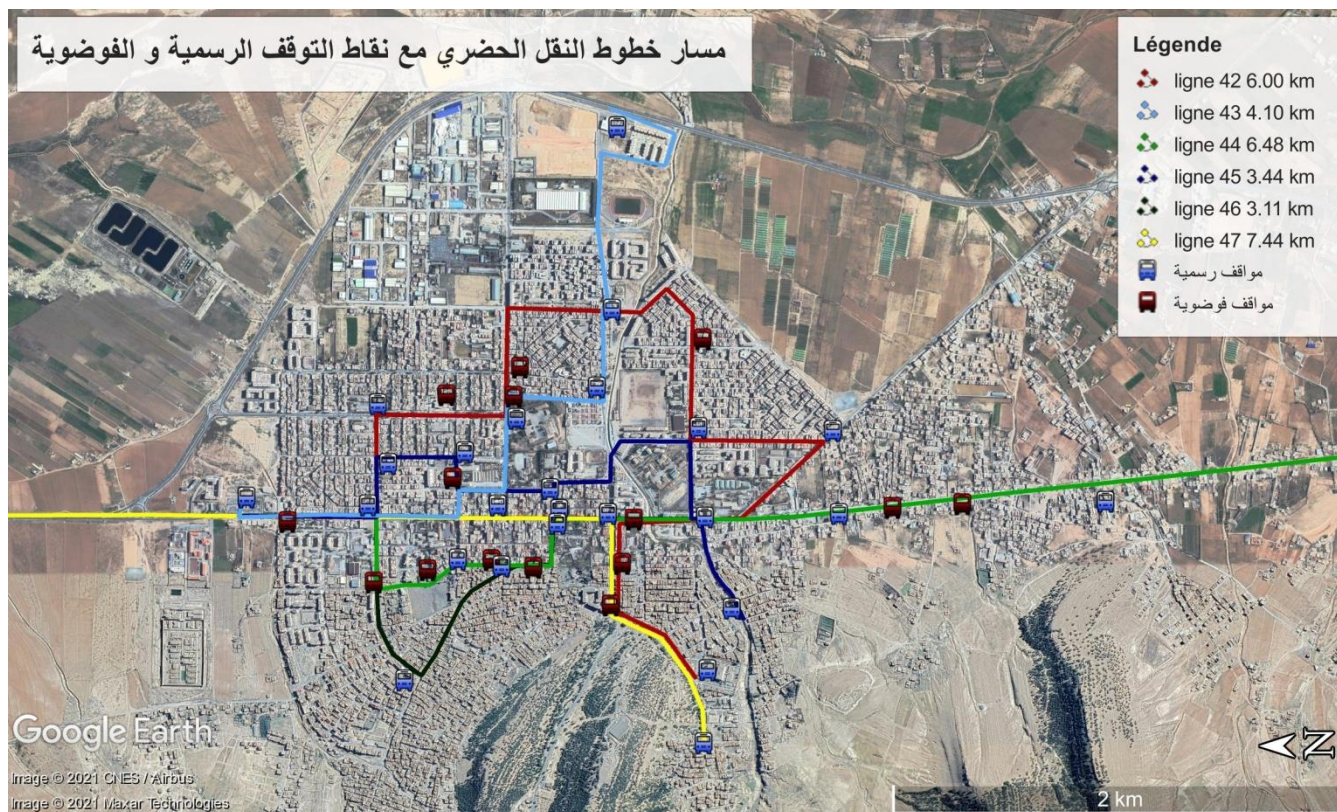 مسار خطوط النقل الحضري مع نقاط التوقف الرسمية و الفوضوية
Légende
ligne 42 6.00 km
ligne 43 4.10 km
ligne 44 6.48 km
ligne 45 3.44 km
ligne 46 3.11 km
ligne 47 7.44 km
مواقف رسمية
مواقف فوضوية
Google Earth
Image © 2021 CNES / Airbus
Image © 2021 Maxar Technologies
N
2 km